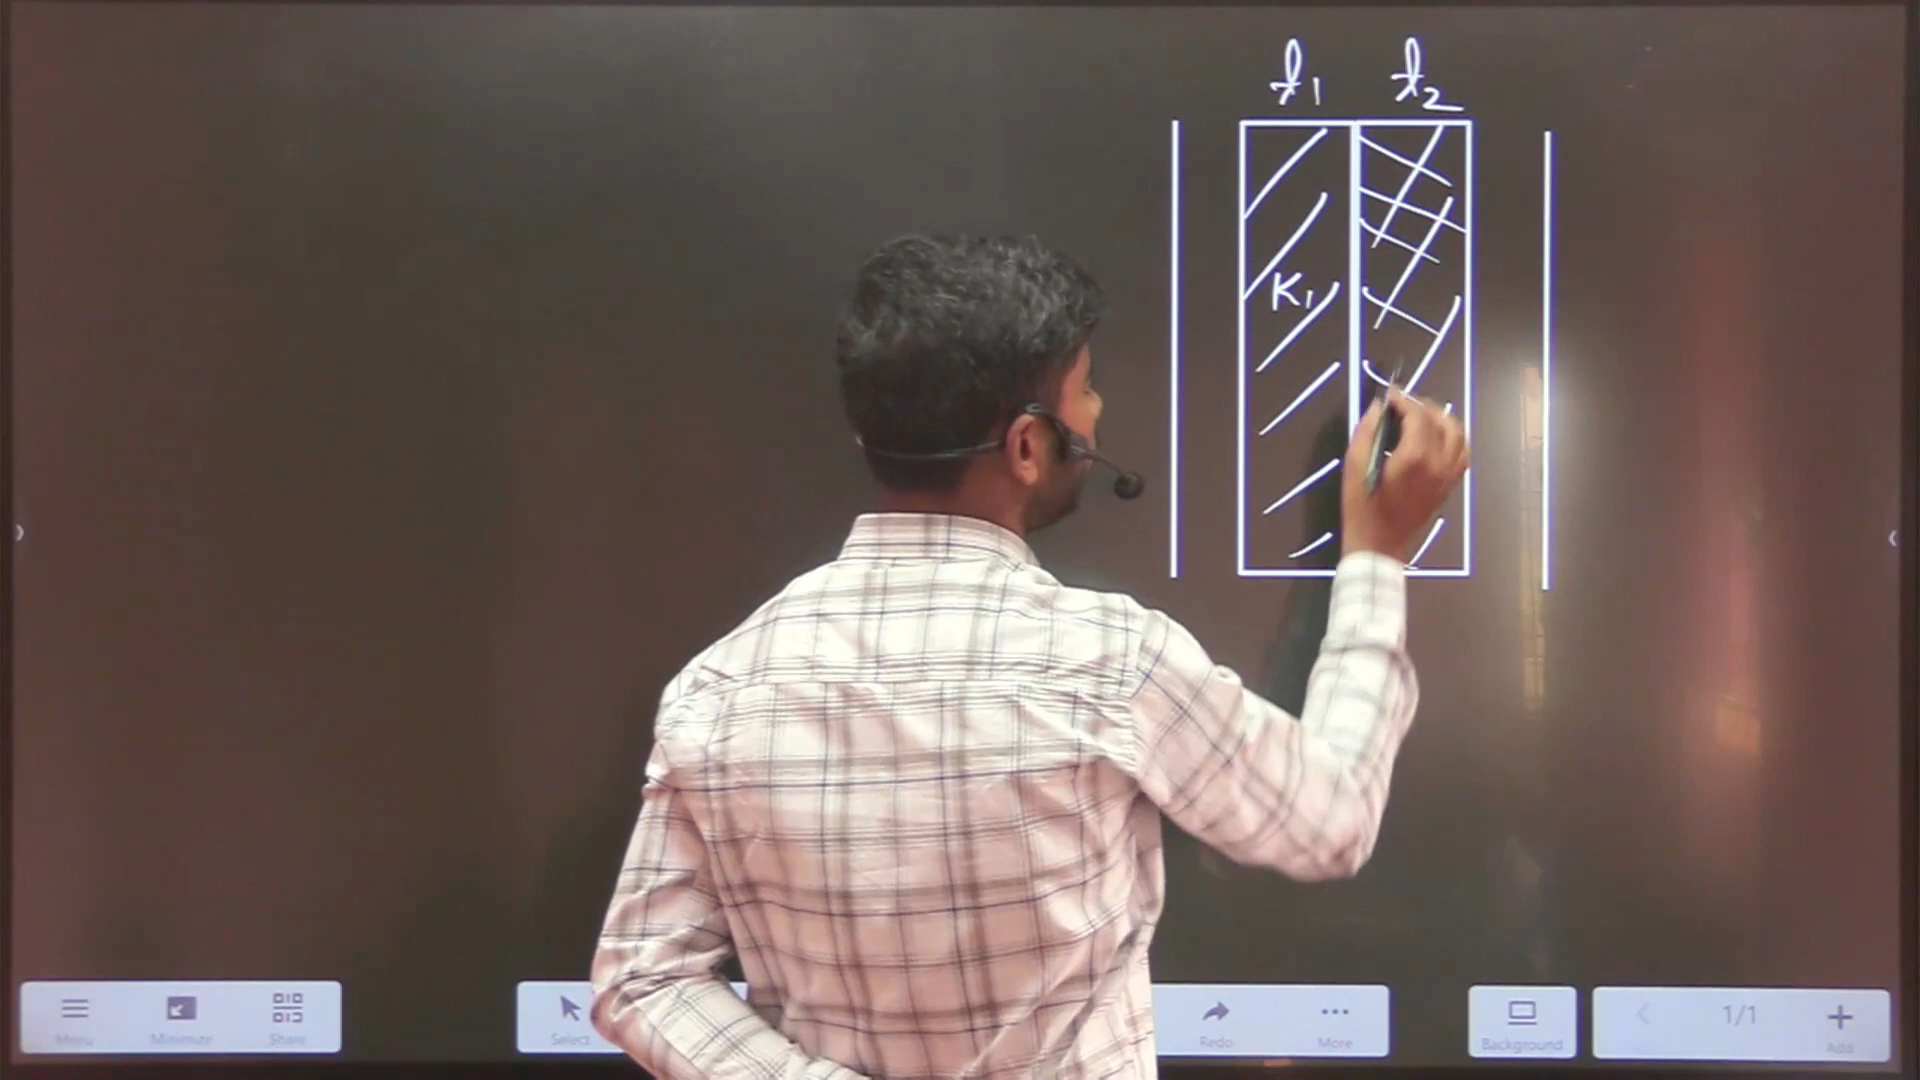 t₁ t₂
K₁
Menu Minimize Share Select Redo More Background 1/1 Add